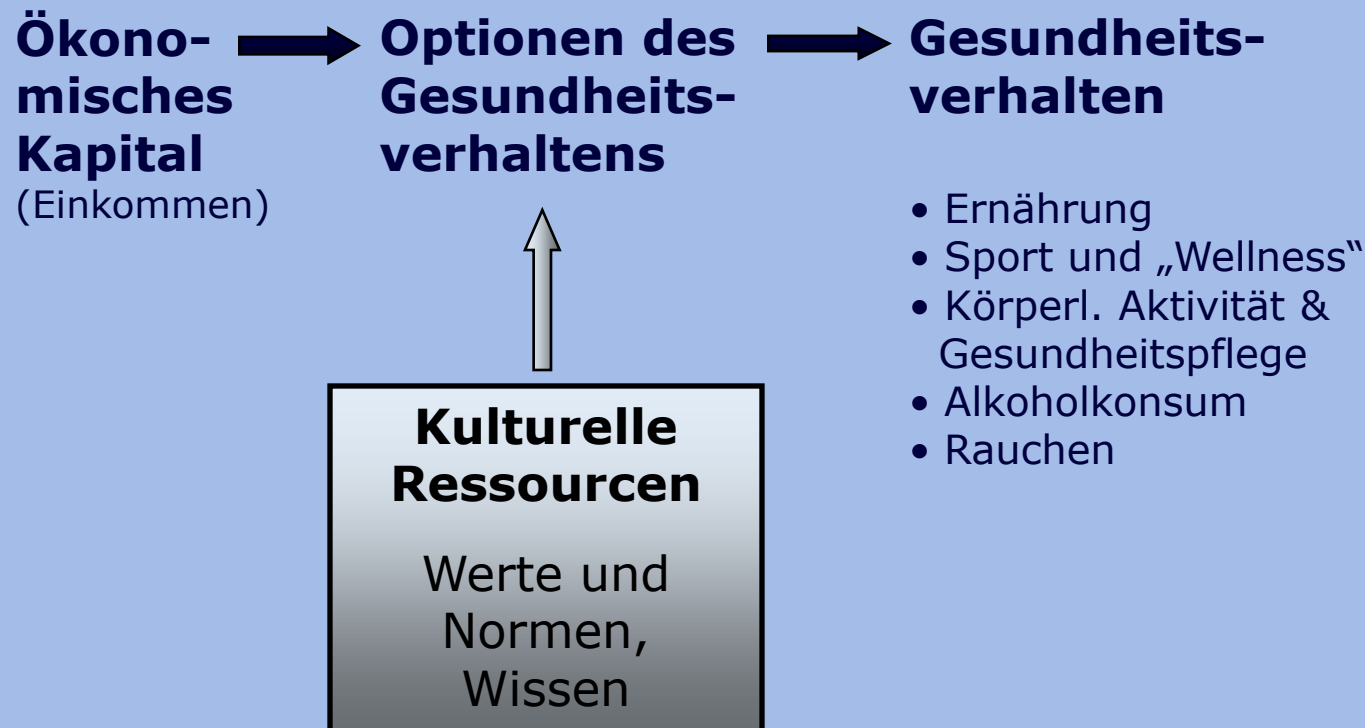 Ökono-
misches
Kapital
(Einkommen)
Optionen des
Gesundheits-
verhaltens
Gesundheits-
verhalten
• Ernährung
• Sport und „Wellness“
• Körperl. Aktivität &
Gesundheitspflege
• Alkoholkonsum
• Rauchen
Kulturelle
Ressourcen
Werte und
Normen,
Wissen